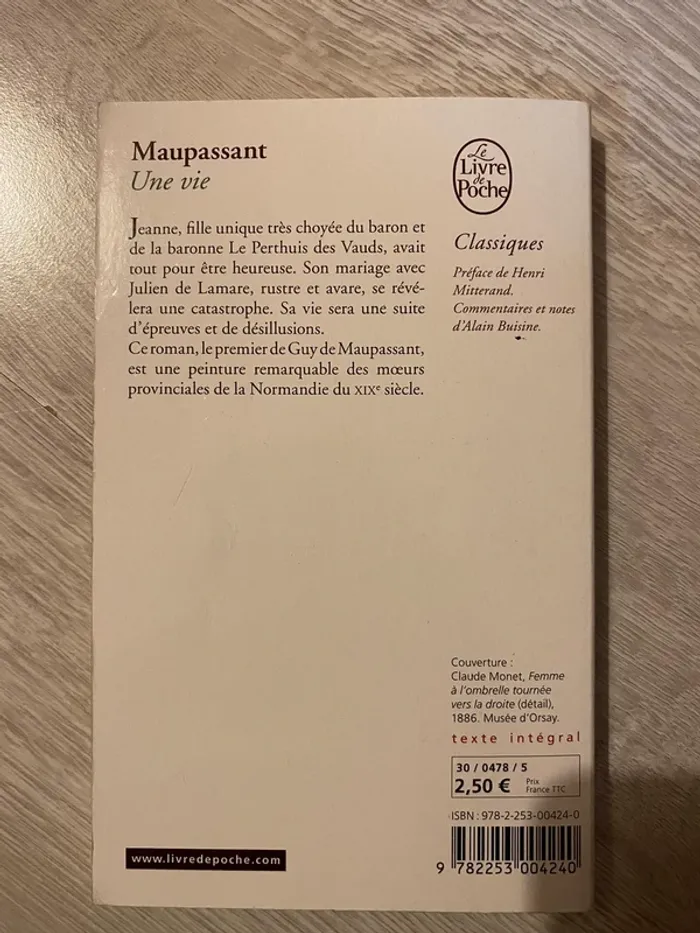 Maupassant
Une vie
Jeanne, fille unique très choyée du baron et
de la baronne Le Perthuis des Vauds, avait
tout pour être heureuse. Son mariage avec
Julien de Lamare, rustre et avare, se révé-
lera une catastrophe. Sa vie sera une suite
d'épreuves et de désillusions.
Ce roman, le premier de Guy de Maupassant,
est une peinture remarquable des mœurs
provinciales de la Normandie du XIXe siècle.
Le
Livre
de
Poche
Classiques
Préface de Henri
Mitterand.
Commentaires et notes
d'Alain Buisine.
Couverture :
Claude Monet, Femme
à l'ombrelle tournée
vers la droite (détail),
1886. Musée d'Orsay.
texte intégral
30 / 0478 / 5
2,50 € Prix
France TTC
ISBN : 978-2-253-00424-0
9 782253 004240
www.livredepoche.com